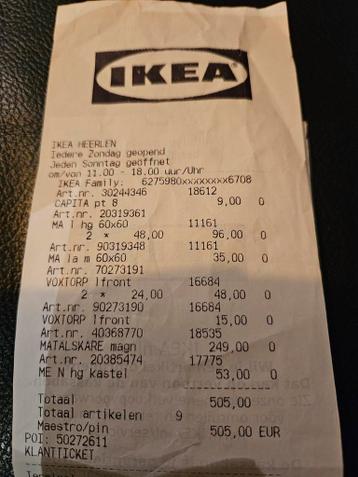 IKEA
IKEA HEERLEN
Iedere Zondag geopend
Jeden Sonntag geöffnet
om/von 11.00 - 18.00 uur/Uhr
IKEA Family: 6275980xxxxxxxx6708
Art.nr. 30244346 18612
CAPITA pt 8 9,00 0
Art.nr. 20319361
MA l hg 60x60 11161
2 * 48,00 96,00 0
Art.nr. 90319348 11161
MA la m 60x60 35,00 0
Art.nr. 70273191
VOXTORP lfront 16684
2 * 24,00 48,00 0
Art.nr. 90273190 16684
VOXTORP lfront 15,00 0
Art.nr. 40368770 18535
MATALSKARE magn 249,00 0
Art.nr. 20385474 17775
ME N hg kastel 53,00 0
Totaal 505,00
Totaal artikelen 9
Maestro/pin 505,00 EUR
POI: 50272611
KLANTTICKET